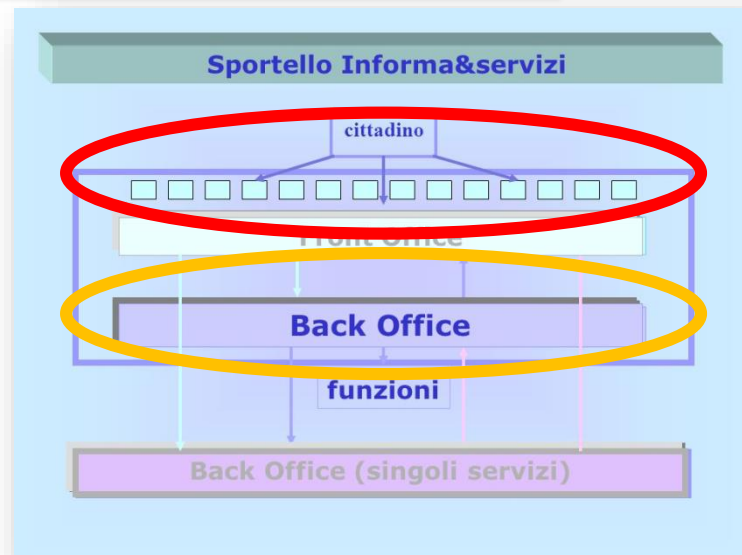 Sportello Informa&servizi
cittadino
Front Office
Back Office
funzioni
Back Office (singoli servizi)